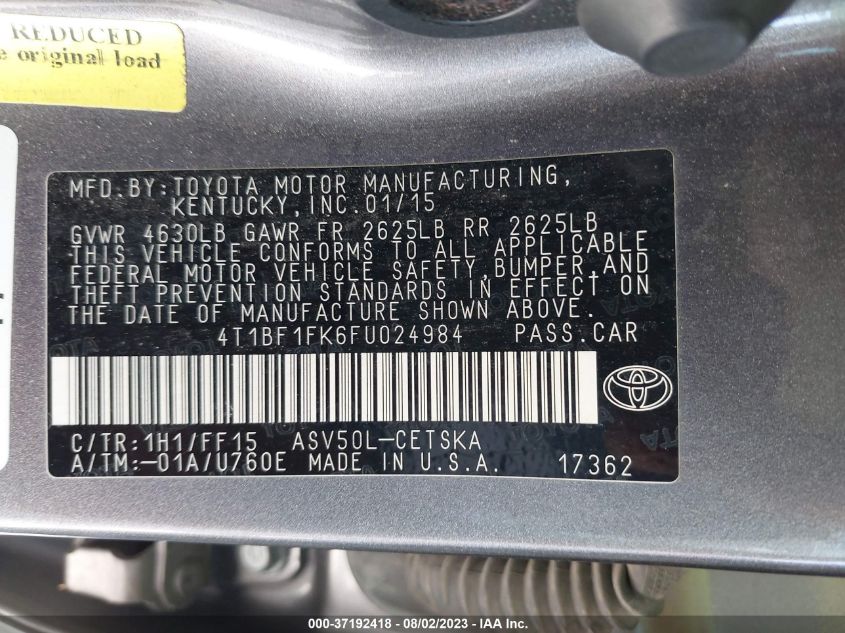 REDUCED
e original load
MFD.BY:TOYOTA MOTOR MANUFACTURING,
KENTUCKY,INC.01/15
GVWR 4630LB GAWR FR 2625LB RR 2625LB
THIS VEHICLE CONFORMS TO ALL APPLICABLE
FEDERAL MOTOR VEHICLE SAFETY,BUMPER,AND
THEFT PREVENTION STANDARDS IN EFFECT ON
THE DATE OF MANUFACTURE SHOWN ABOVE.
4T1BF1FK6FU024984 PASS.CAR
C/TR:1H1/FF15 ASV50L-CETSKA
A/TM:-01A/U760E MADE IN U.S.A. 17362
000-37192418 - 08/02/2023 - IAA Inc.